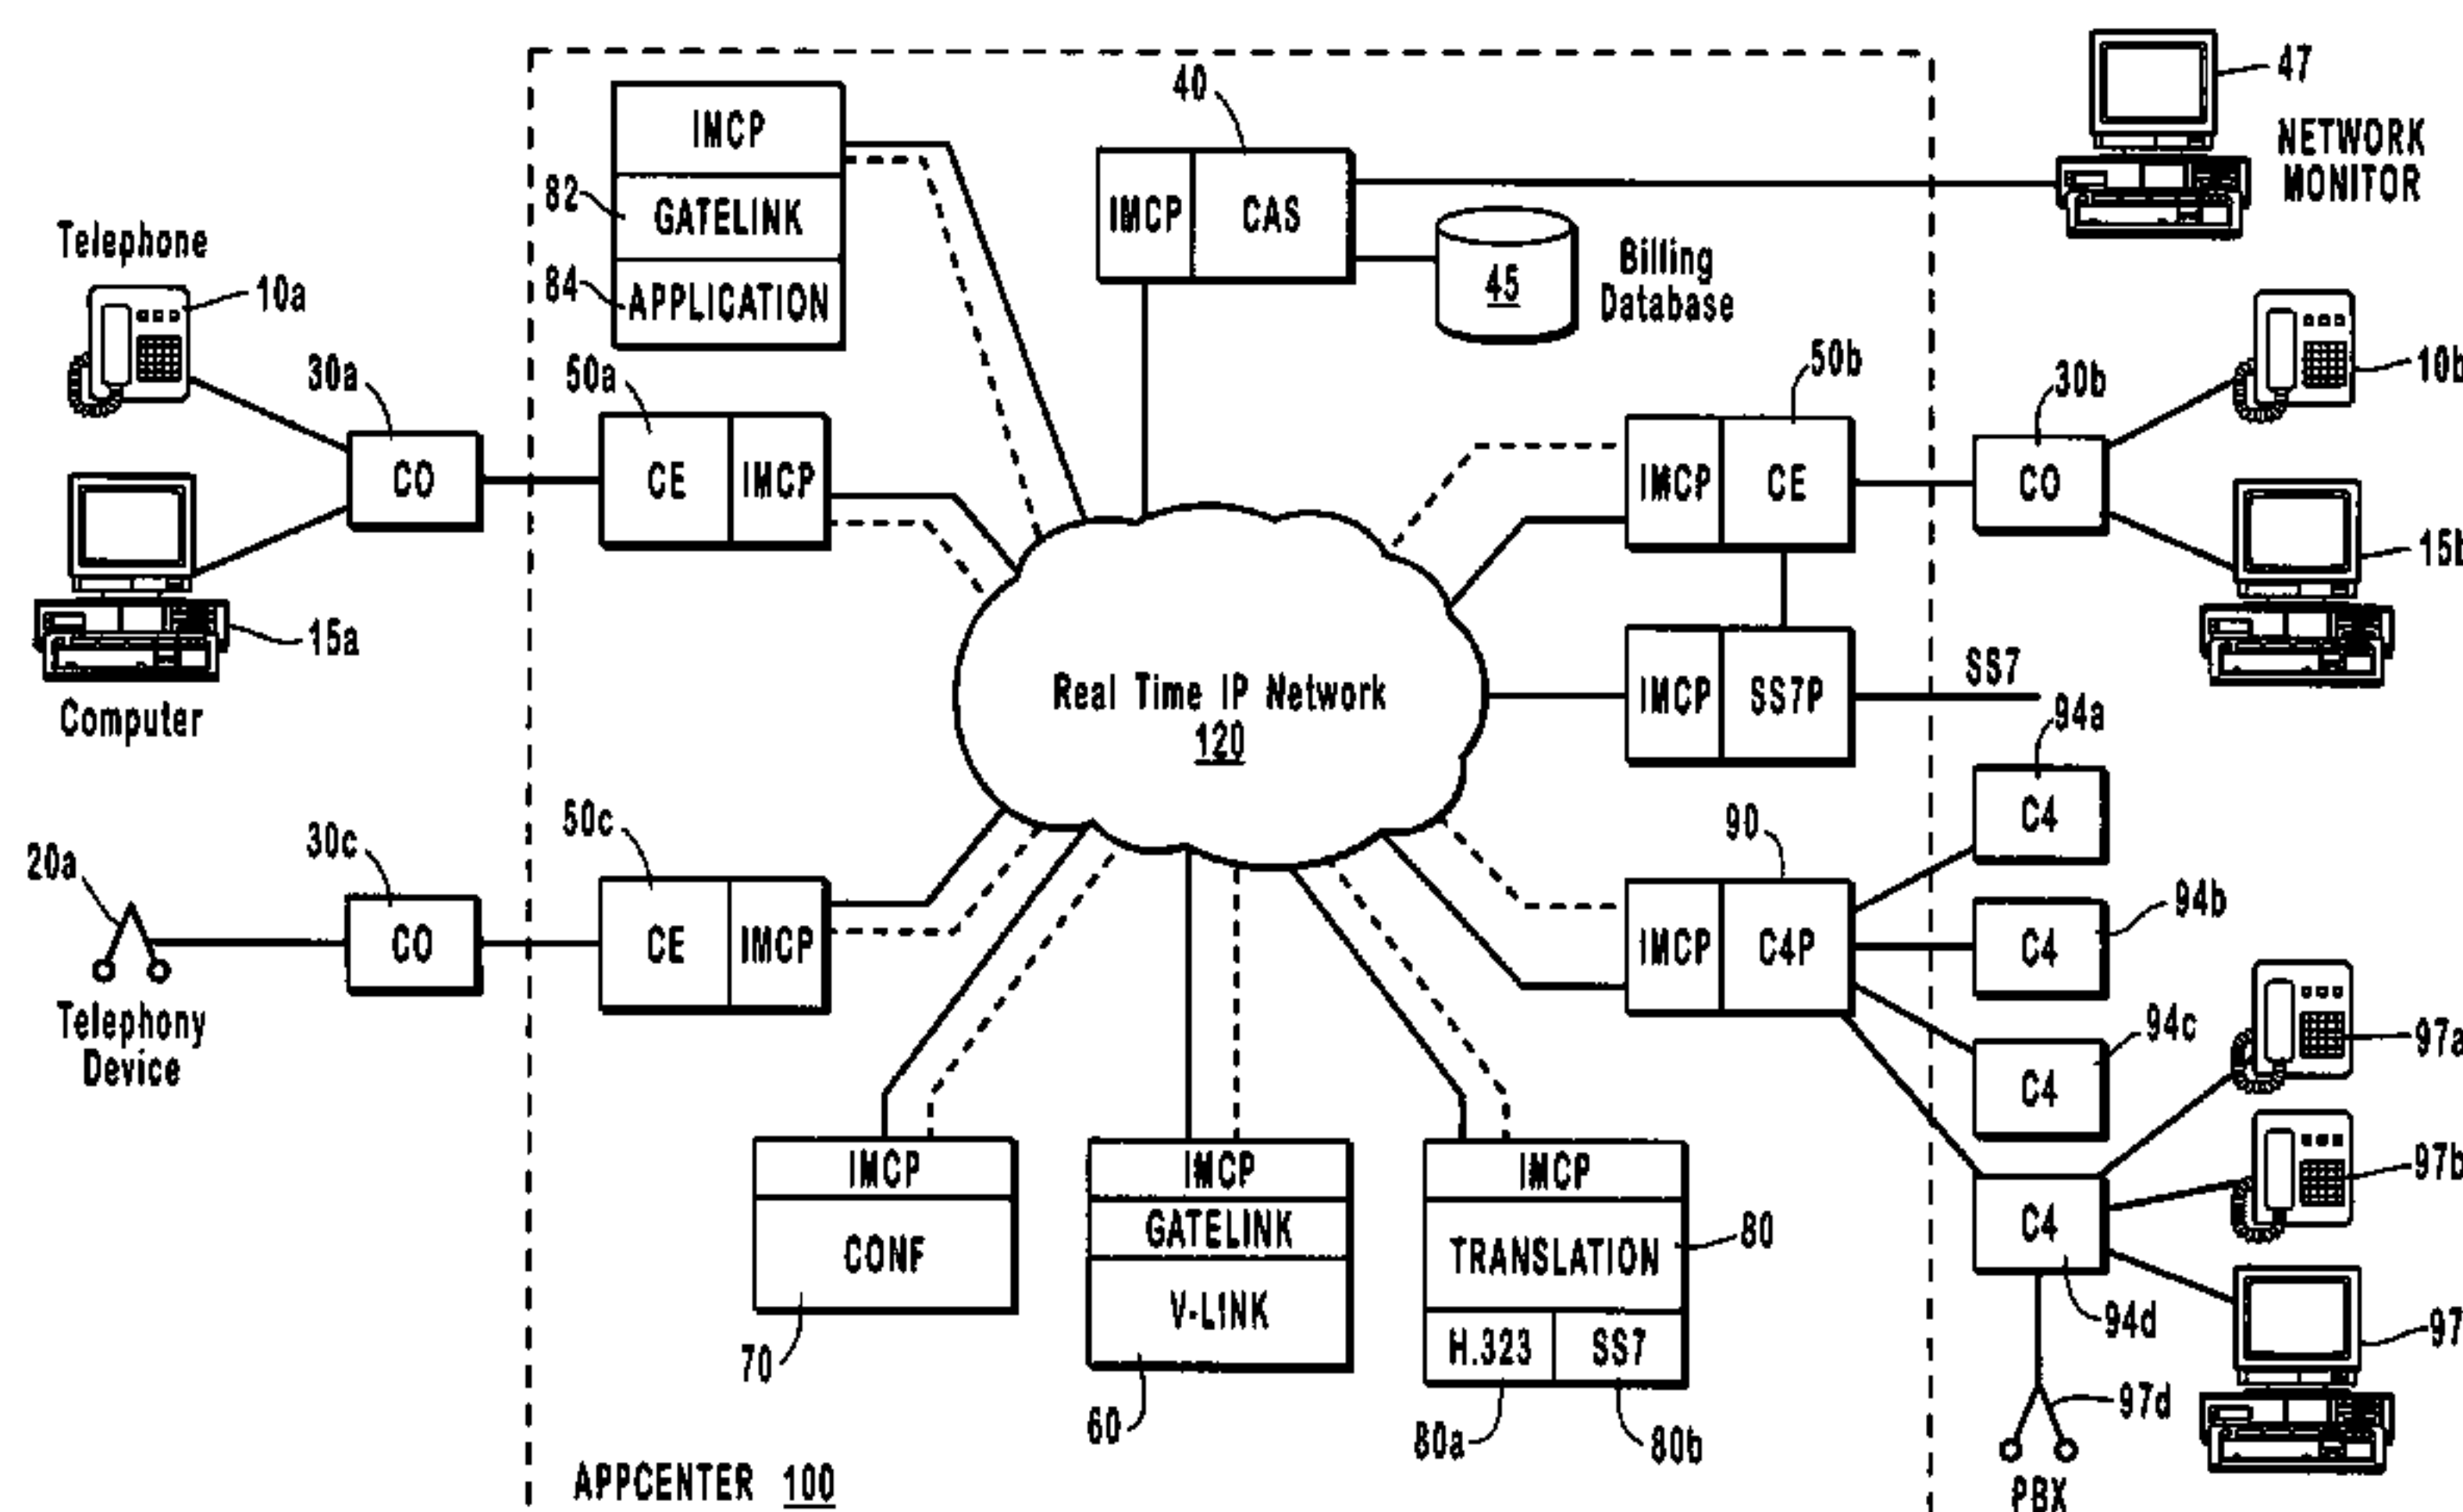 40
47
IMCP
NETWORK
MONITOR
82
GATELINK
IMCP
CAS
Telephone
84
APPLICATION
45
Billing
Database
10a
10b
30a
50a
50b
30b
CO
CE
IMCP
IMCP
CE
CO
15b
15a
Computer
Real Time IP Network
120
IMCP
SS7P
SS7
94a
C4
20a
30c
50c
90
94b
CO
CE
IMCP
IMCP
C4P
C4
Telephony
Device
94c
C4
97a
IMCP
CONF
IMCP
GATELINK
V-LINK
IMCP
TRANSLATION
80
H.323
SS7
97b
C4
94d
97
70
60
80a
80b
97d
APPCENTER 100
PBX